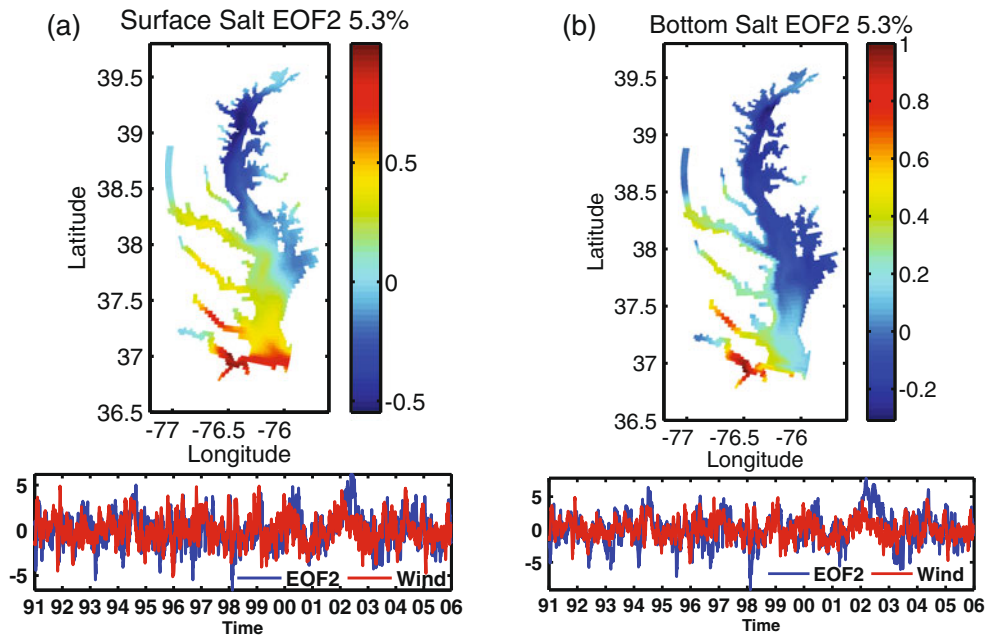 (a)
Surface Salt EOF2 5.3%
39.5
39
38.5
38
37.5
37
36.5
Latitude
-77 -76.5 -76
Longitude
0.5
0
-0.5
5
0
-5
EOF2 Wind
91 92 93 94 95 96 97 98 99 00 01 02 03 04 05 06
Time
(b)
Bottom Salt EOF2 5.3%
39.5
39
38.5
38
37.5
37
36.5
Latitude
-77 -76.5 -76
Longitude
1
0.8
0.6
0.4
0.2
0
-0.2
5
0
-5
EOF2 Wind
91 92 93 94 95 96 97 98 99 00 01 02 03 04 05 06
Time